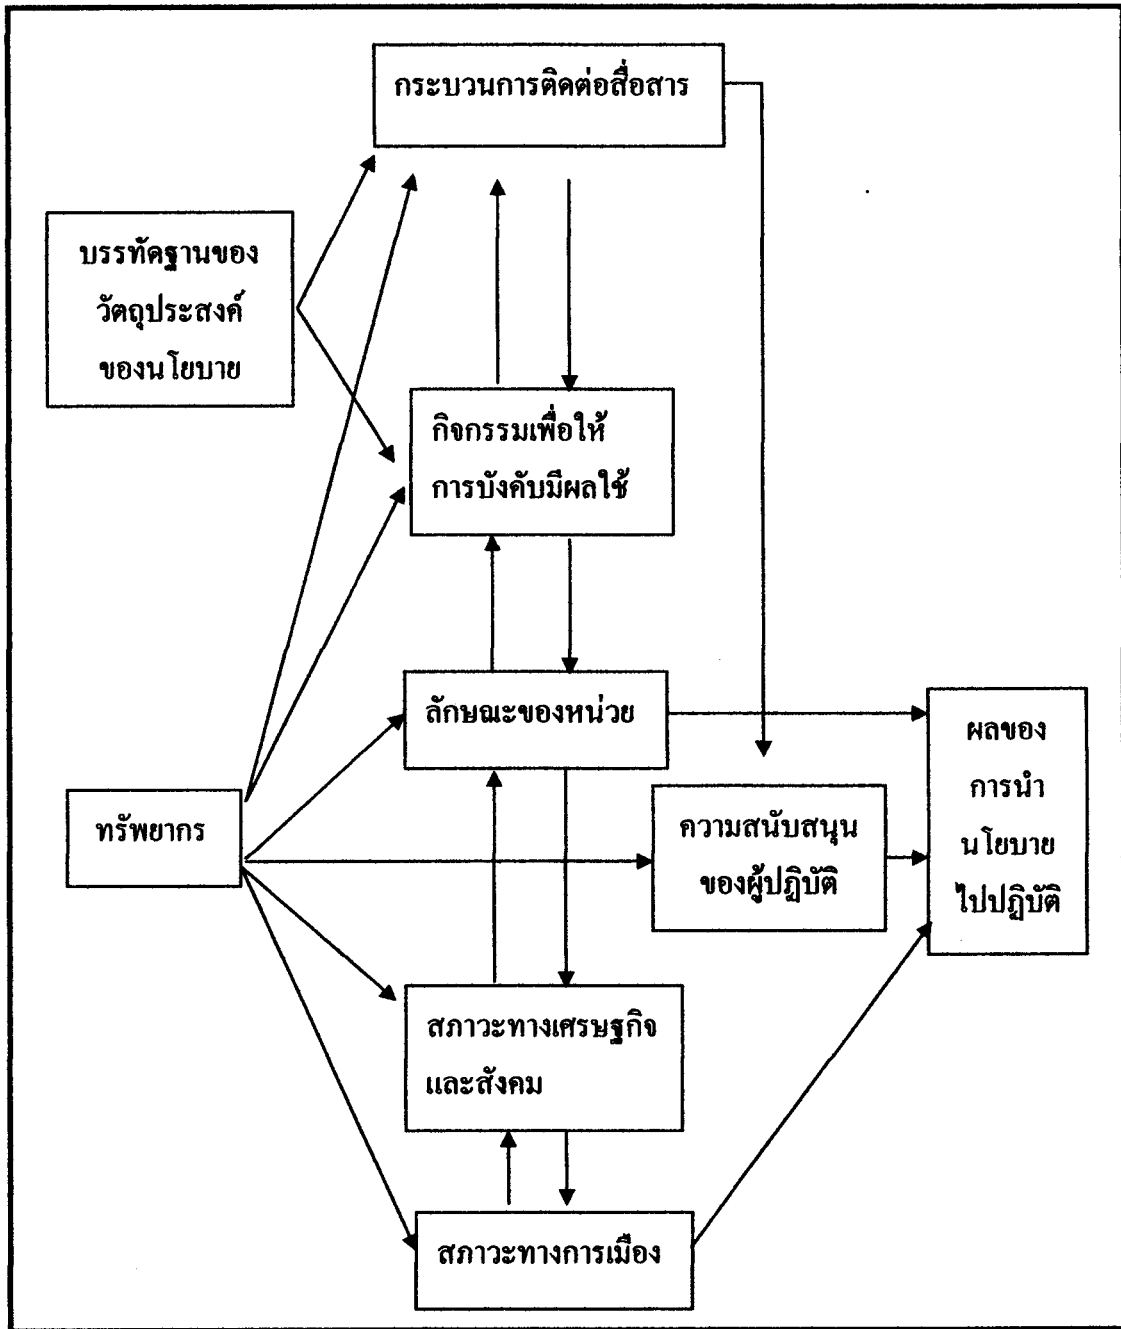 กระบวนการติดต่อสื่อสาร
บรรทัดฐานของ
วัตถุประสงค์
ของนโยบาย
กิจกรรมเพื่อให้
การบังคับมีผลใช้
ลักษณะของหน่วย
ทรัพยากร
ความสนับสนุน
ของผู้ปฏิบัติ
ผลของ
การนำ
นโยบาย
ไปปฏิบัติ
สภาวะทางเศรษฐกิจ
และสังคม
สภาวะทางการเมือง